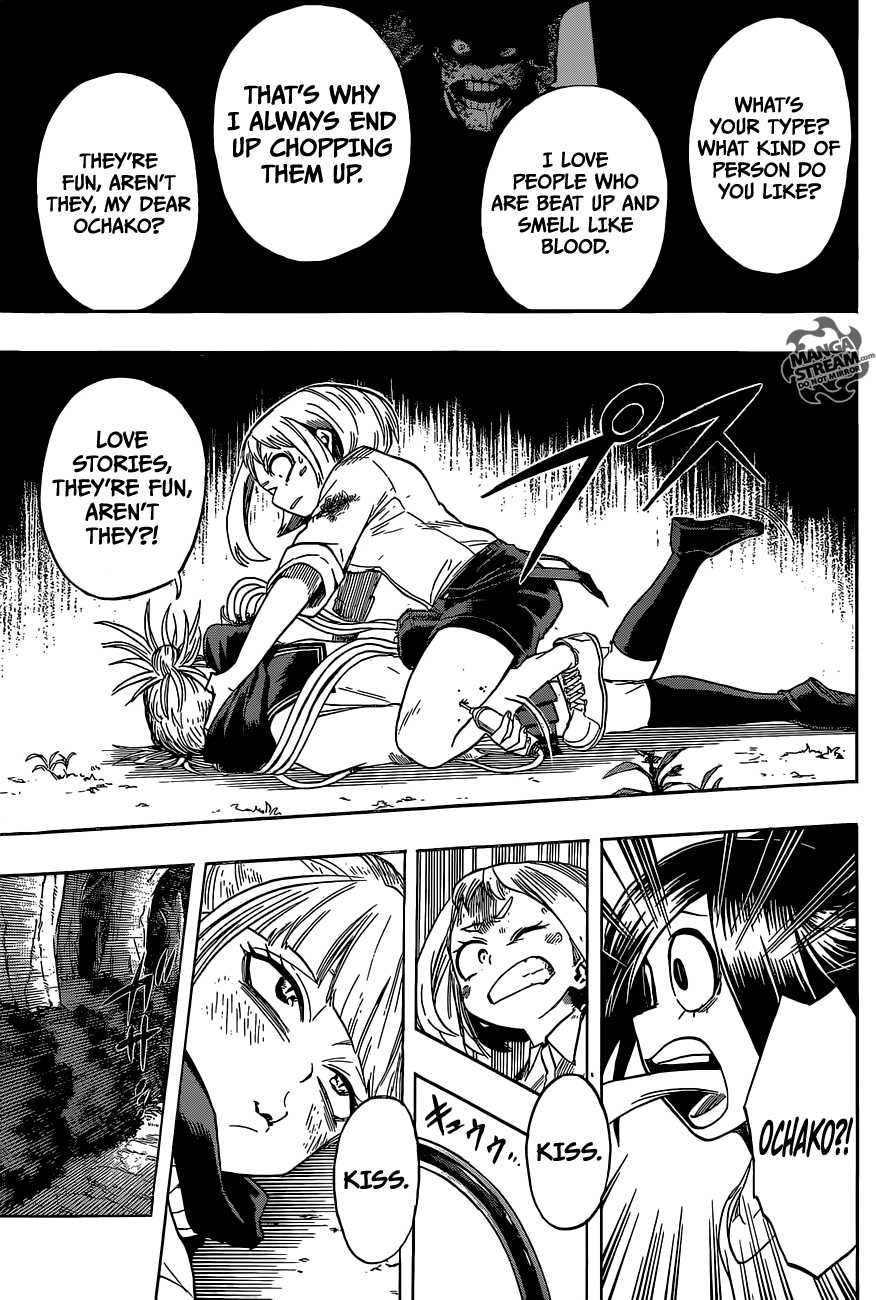 WHAT'S
YOUR TYPE?
WHAT KIND OF
PERSON DO
YOU LIKE?
I LOVE
PEOPLE WHO
ARE BEAT UP AND
SMELL LIKE
BLOOD.
THAT'S WHY
I ALWAYS END
UP CHOPPING
THEM UP.
THEY'RE
FUN, AREN'T
THEY, MY DEAR
OCHAKO?
MANGA
STREAM.com
DO NOT MIRROR
LOVE
STORIES,
THEY'RE FUN,
AREN'T
THEY?!
OCHAKO?!
KISS.
KISS.